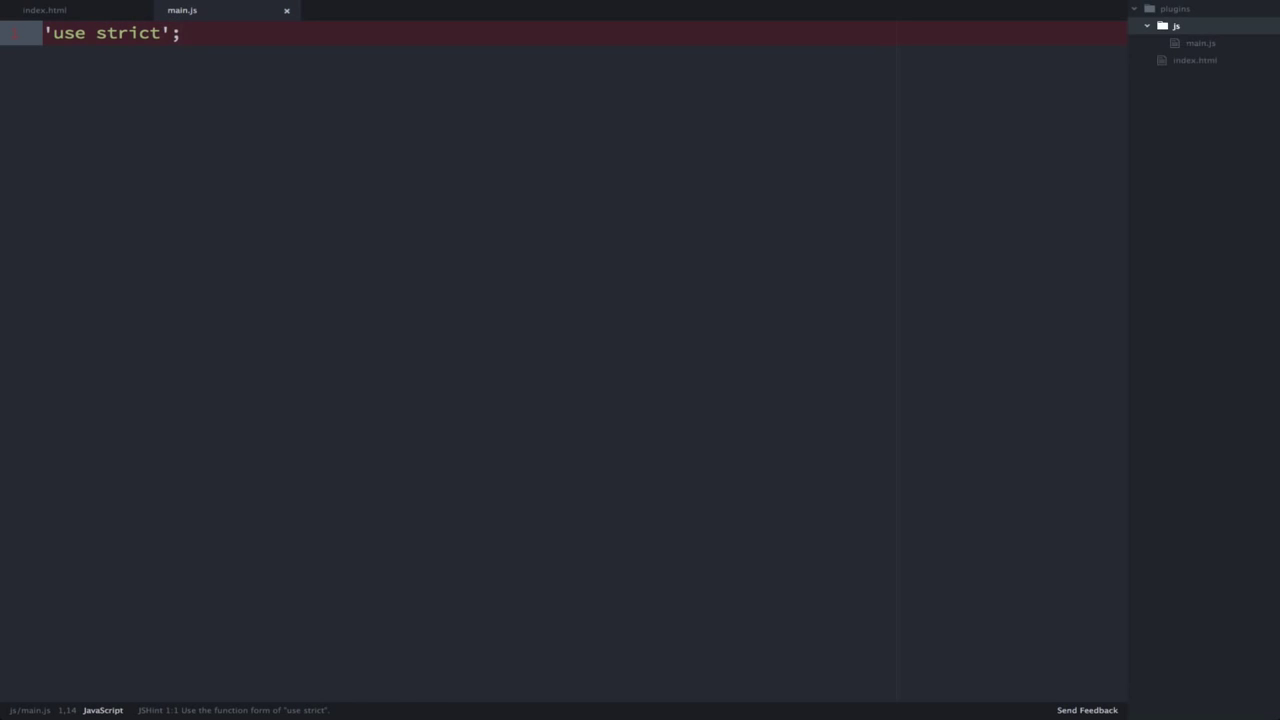 index.html
main.js
1 'use strict';
plugins
js
main.js
index.html
js/main.js 1,14 JavaScript JSHint 1:1 Use the function form of "use strict".
Send Feedback